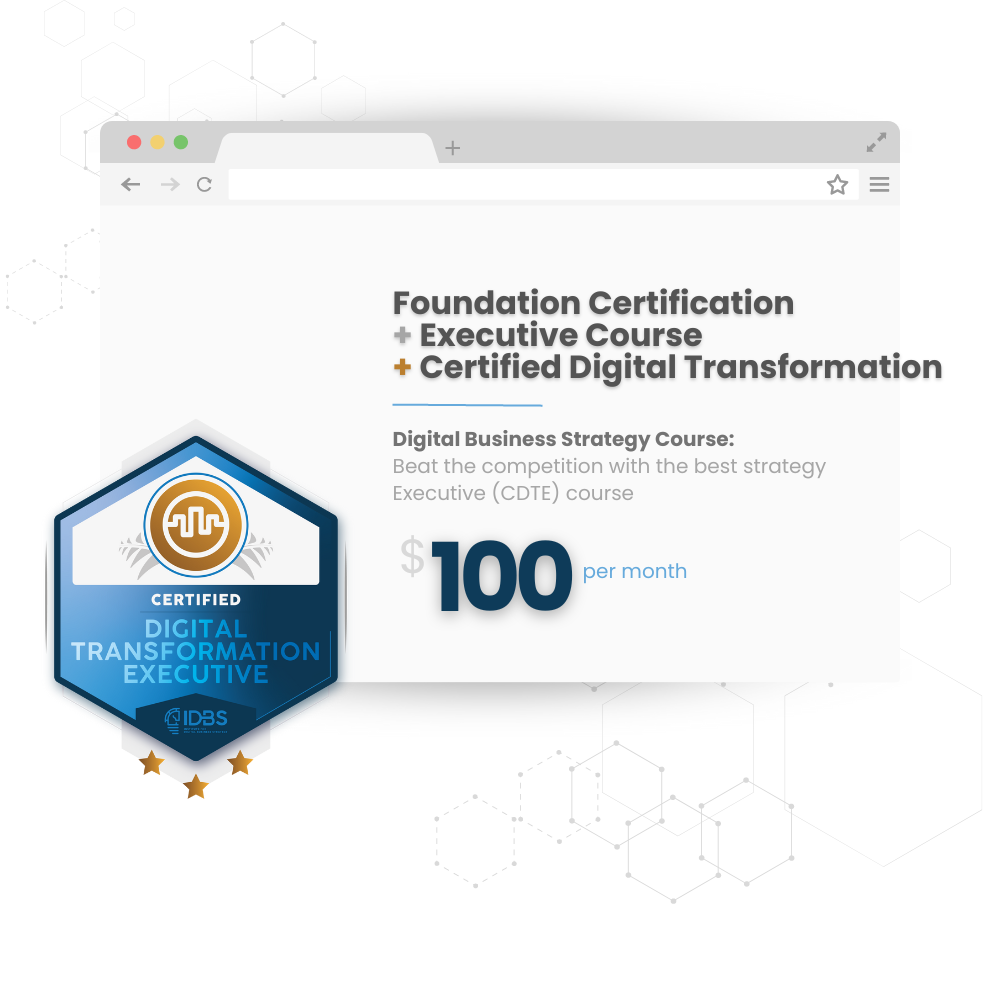 Foundation Certification
+ Executive Course
+ Certified Digital Transformation
Digital Business Strategy Course:
Beat the competition with the best strategy
Executive (CDTE) course
$100 per month
CERTIFIED
DIGITAL
TRANSFORMATION
EXECUTIVE
IDBS